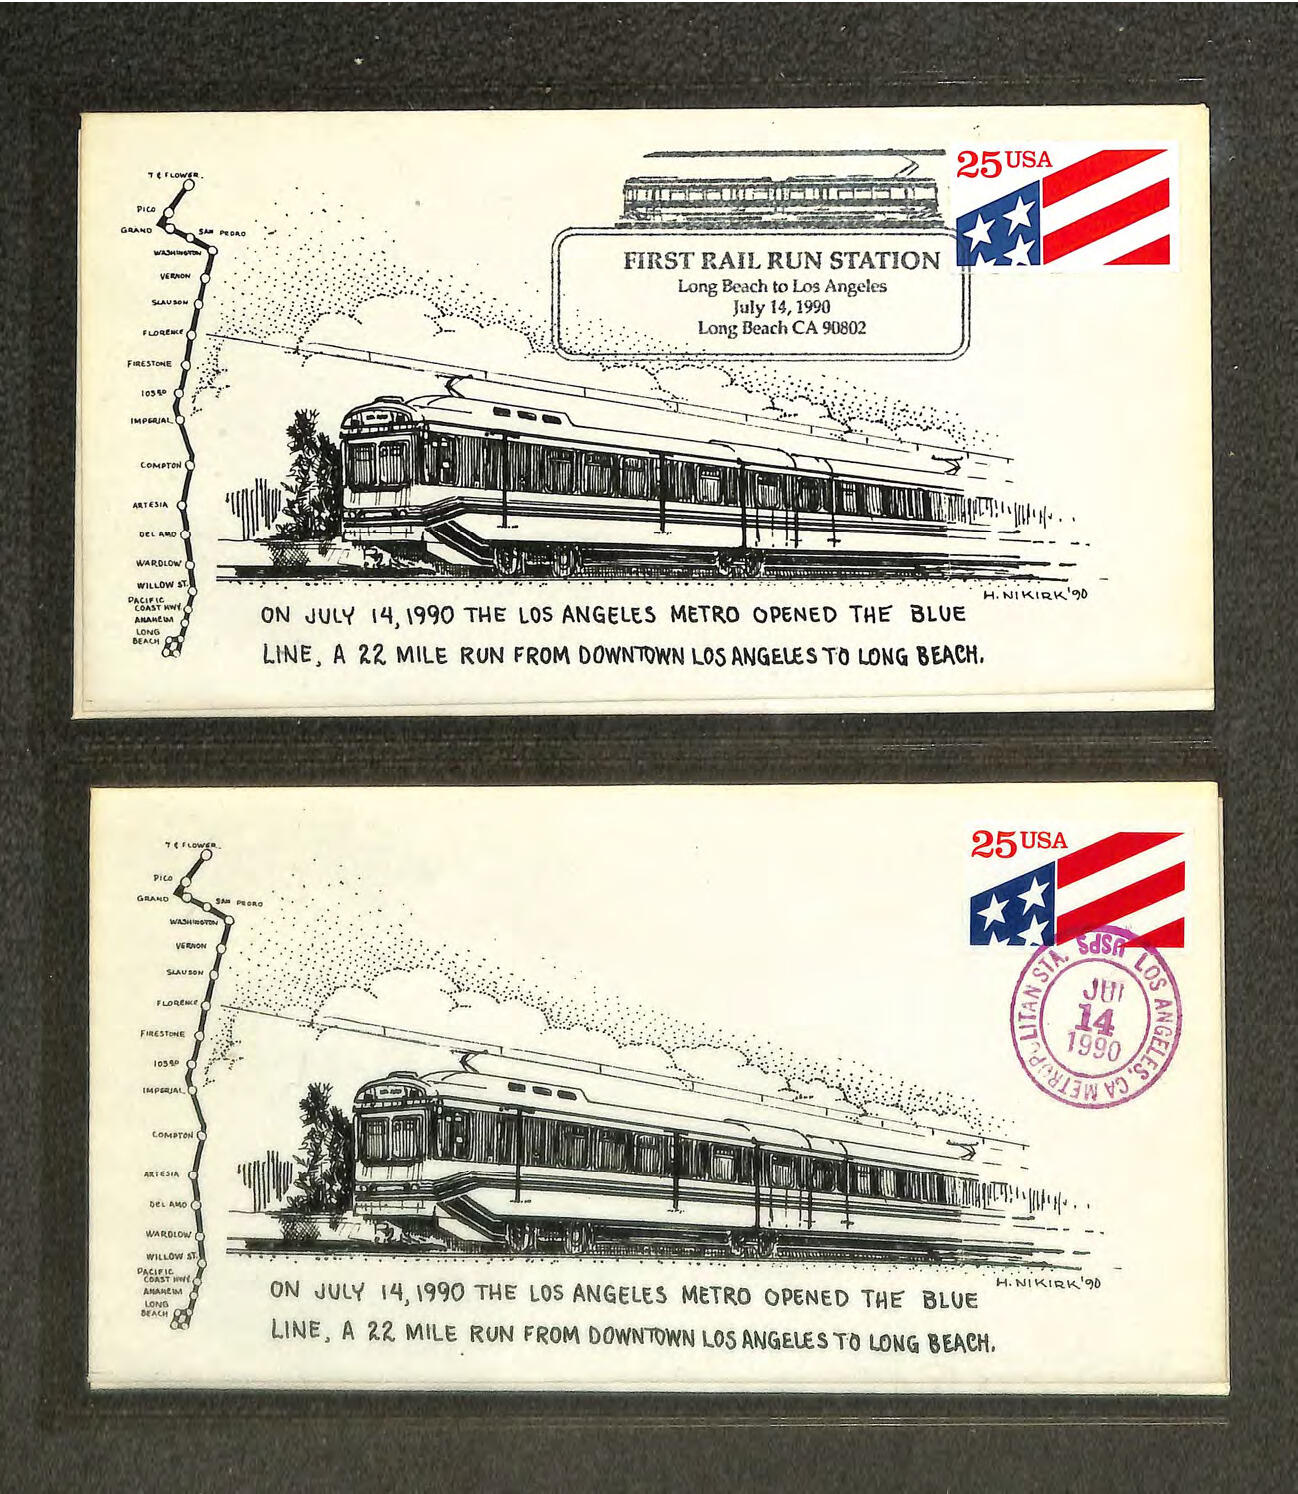 25 USA
FIRST RAIL RUN STATION
Long Beach to Los Angeles
July 14, 1990
Long Beach CA 90802
7 & FLOWER
PICO
GRAND
SAN PEDRO
WASHINGTON
VERNON
SLAUSON
FLORENCE
FIRESTONE
103RD
IMPERIAL
COMPTON
ARTESIA
DEL AMO
WARDLOW
WILLOW ST.
PACIFIC
COAST HWY.
ANAHEIM
LONG
BEACH
H. NIKIRK '90
ON JULY 14, 1990 THE LOS ANGELES METRO OPENED THE BLUE
LINE, A 22 MILE RUN FROM DOWNTOWN LOS ANGELES TO LONG BEACH.
25 USA
LOS ANGELES, CA METROPOLITAN STA.
USPS
JUL
14
1990
7 & FLOWER
PICO
GRAND
SAN PEDRO
WASHINGTON
VERNON
SLAUSON
FLORENCE
FIRESTONE
103RD
IMPERIAL
COMPTON
ARTESIA
DEL AMO
WARDLOW
WILLOW ST.
PACIFIC
COAST HWY.
ANAHEIM
LONG
BEACH
H. NIKIRK '90
ON JULY 14, 1990 THE LOS ANGELES METRO OPENED THE BLUE
LINE, A 22 MILE RUN FROM DOWNTOWN LOS ANGELES TO LONG BEACH.